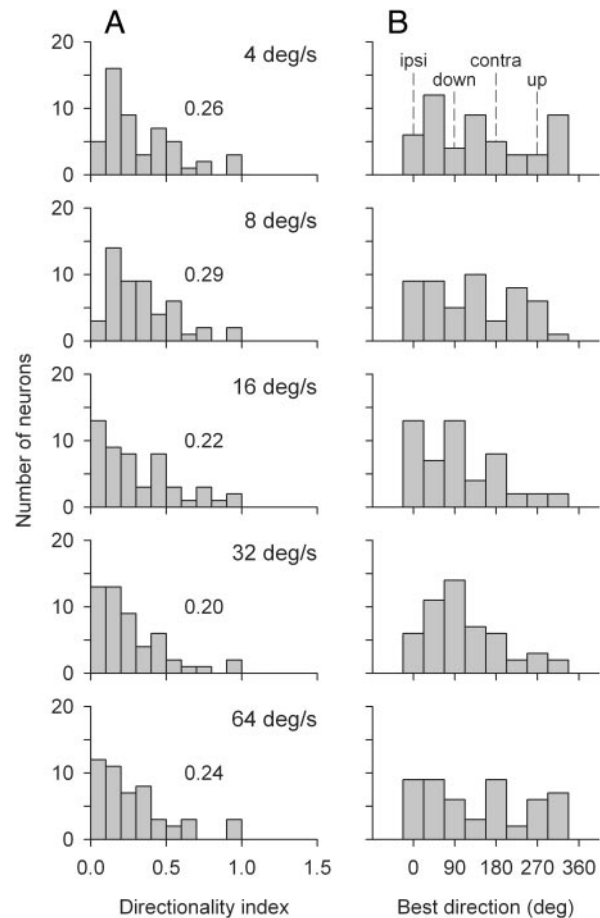 A
B
4 deg/s
0.26
20
10
0
ipsi
down
contra
up
8 deg/s
0.29
20
10
0
16 deg/s
0.22
20
10
0
32 deg/s
0.20
20
10
0
64 deg/s
0.24
20
10
0
Number of neurons
0.0 0.5 1.0 1.5
0 90 180 270 360
Directionality index
Best direction (deg)